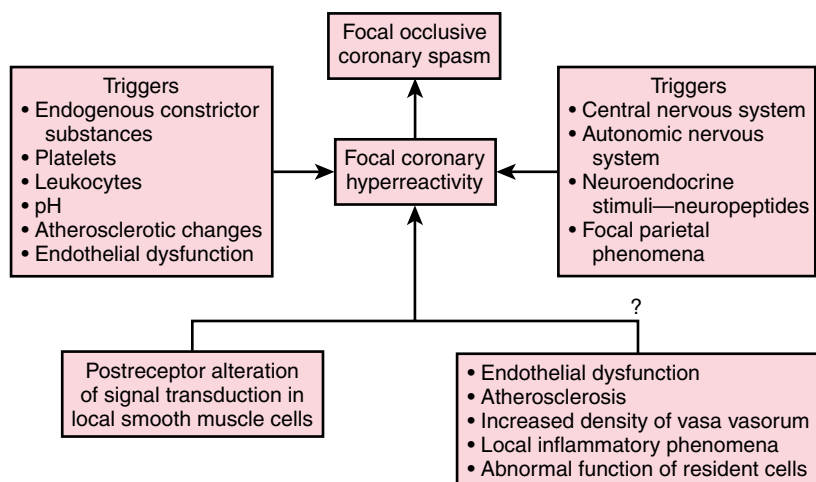 Focal occlusive
coronary spasm
Triggers
• Endogenous constrictor
substances
• Platelets
• Leukocytes
• pH
• Atherosclerotic changes
• Endothelial dysfunction
Focal coronary
hyperreactivity
Triggers
• Central nervous system
• Autonomic nervous
system
• Neuroendocrine
stimuli—neuropeptides
• Focal parietal
phenomena
?
Postreceptor alteration
of signal transduction in
local smooth muscle cells
• Endothelial dysfunction
• Atherosclerosis
• Increased density of vasa vasorum
• Local inflammatory phenomena
• Abnormal function of resident cells